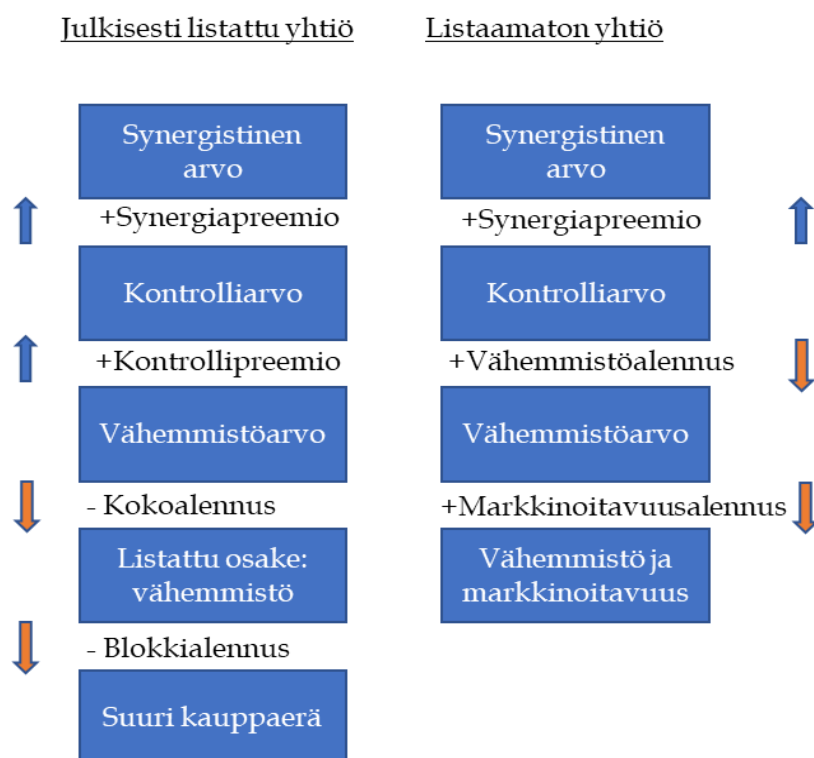 Julkisesti listattu yhtiö
Listaamaton yhtiö
Synergistinen
arvo
+Synergiapreemio
Kontrolliarvo
+Kontrollipreemio
Vähemmistöarvo
- Kokoalennus
Listattu osake:
vähemmistö
- Blokkialennus
Suuri kauppaerä
Synergistinen
arvo
+Synergiapreemio
Kontrolliarvo
+Vähemmistöalennus
Vähemmistöarvo
+Markkinoitavuusalennus
Vähemmistö ja
markkinoitavuus